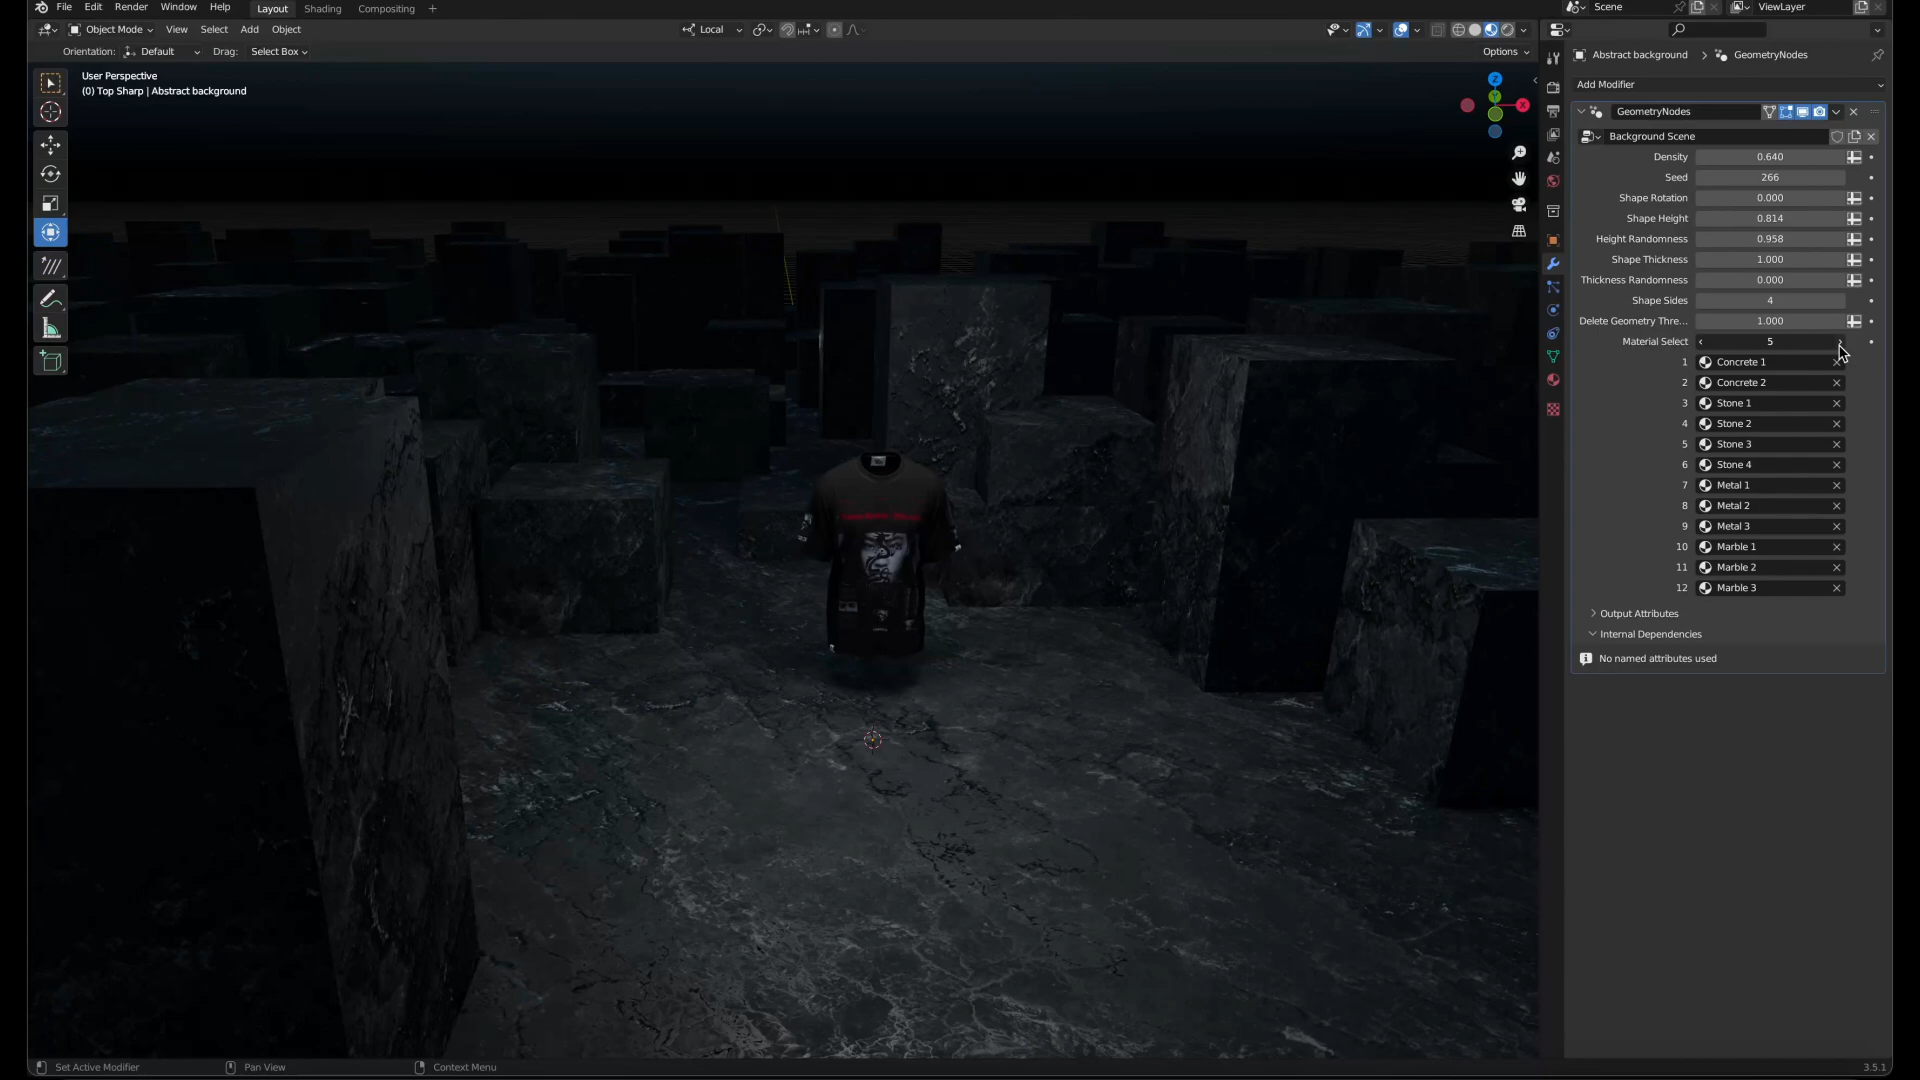 File Edit Render Window Help Layout Shading Compositing + Scene ViewLayer
Object Mode View Select Add Object Local
Orientation: Default Drag: Select Box Options
User Perspective
(0) Top Sharp | Abstract background
Z
Y
X
Abstract background > GeometryNodes
Add Modifier
GeometryNodes
Background Scene
Density 0.640
Seed 266
Shape Rotation 0.000
Shape Height 0.814
Height Randomness 0.958
Shape Thickness 1.000
Thickness Randomness 0.000
Shape Sides 4
Delete Geometry Thre... 1.000
Material Select 5
1 Concrete 1
2 Concrete 2
3 Stone 1
4 Stone 2
5 Stone 3
6 Stone 4
7 Metal 1
8 Metal 2
9 Metal 3
10 Marble 1
11 Marble 2
12 Marble 3
Output Attributes
Internal Dependencies
No named attributes used
Set Active Modifier Pan View Context Menu 3.5.1